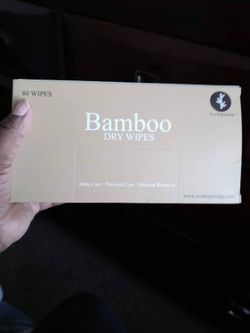 80 WIPES
Bamboo
DRY WIPES
Baby Care | Personal Care | Makeup Removal